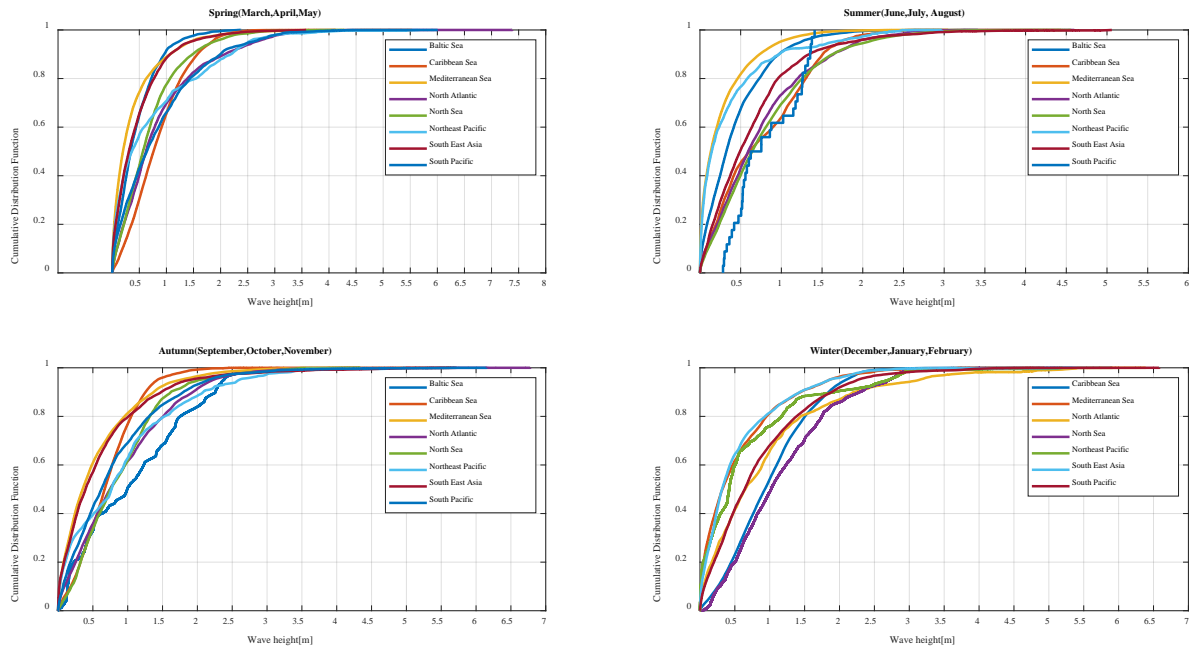 Spring(March,April,May)
1
0.8
0.6
0.4
0.2
0
Cumulative Distribution Function
Baltic Sea
Caribbean Sea
Mediterranean Sea
North Atlantic
North Sea
Northeast Pacific
South East Asia
South Pacific
0.5 1 1.5 2 2.5 3 3.5 4 4.5 5 5.5 6 6.5 7 7.5 8
Wave height[m]
Summer(June,July, August)
1
0.8
0.6
0.4
0.2
0
Cumulative Distribution Function
Baltic Sea
Caribbean Sea
Mediterranean Sea
North Atlantic
North Sea
Northeast Pacific
South East Asia
South Pacific
0.5 1 1.5 2 2.5 3 3.5 4 4.5 5 5.5 6
Wave height[m]
Autumn(September,October,November)
1
0.8
0.6
0.4
0.2
0
Cumulative Distribution Function
Baltic Sea
Caribbean Sea
Mediterranean Sea
North Atlantic
North Sea
Northeast Pacific
South East Asia
South Pacific
0.5 1 1.5 2 2.5 3 3.5 4 4.5 5 5.5 6 6.5 7
Wave height[m]
Winter(December,January,February)
1
0.8
0.6
0.4
0.2
0
Cumulative Distribution Function
Caribbean Sea
Mediterranean Sea
North Atlantic
North Sea
Northeast Pacific
South East Asia
South Pacific
0.5 1 1.5 2 2.5 3 3.5 4 4.5 5 5.5 6 6.5 7
Wave height[m]